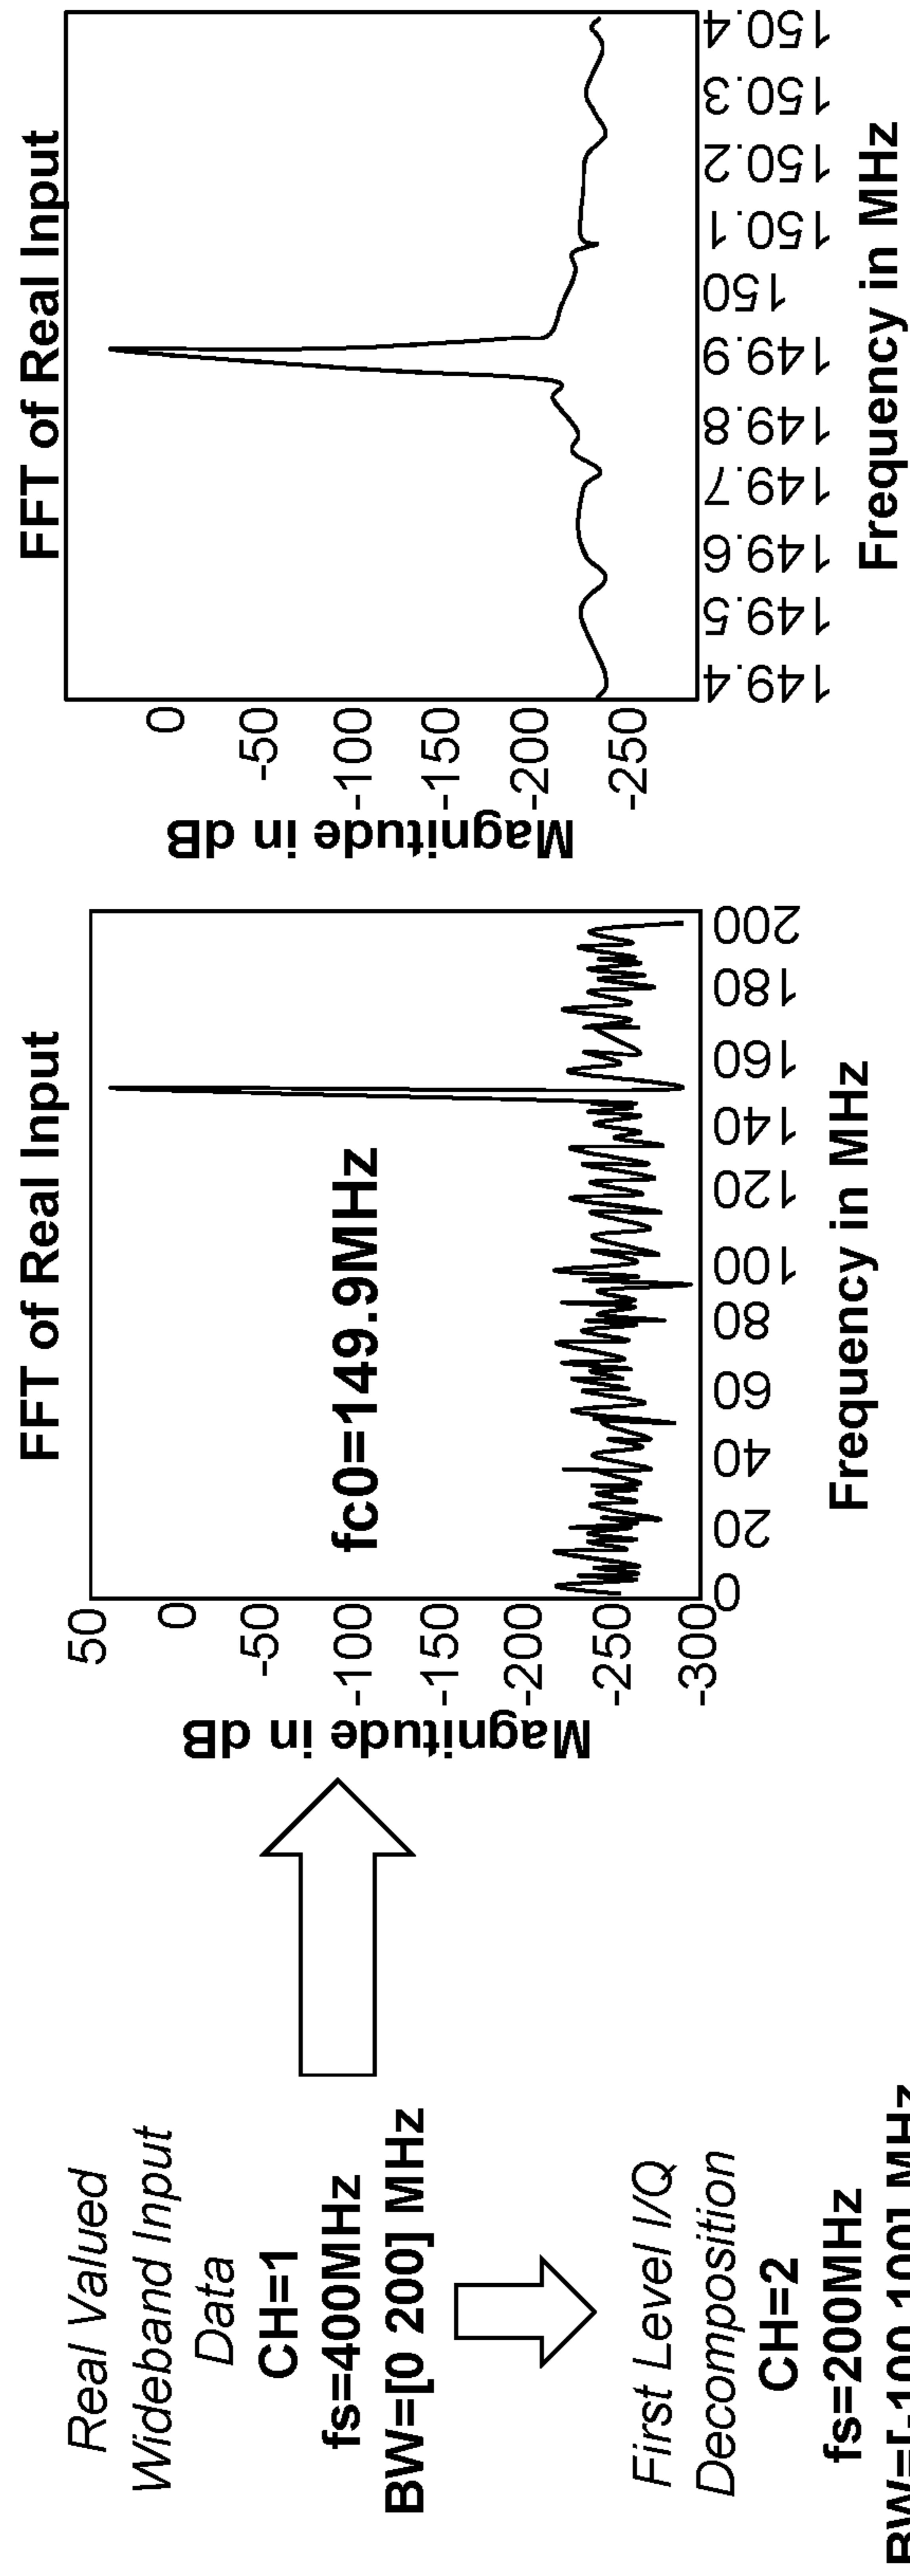 Real Valued
Wideband Input
Data
CH=1
fs=400MHz
BW=[0 200] MHz
FFT of Real Input
Magnitude in dB
50
0
-50
-100
-150
-200
-250
-300
fc0=149.9MHz
0
20
40
60
80
100
120
140
160
180
200
Frequency in MHz
FFT of Real Input
Magnitude in dB
0
-50
-100
-150
-200
-250
149.4
149.5
149.6
149.7
149.8
149.9
150
150.1
150.2
150.3
150.4
Frequency in MHz
First Level I/Q
Decomposition
CH=2
fs=200MHz
BW=[-100 100] MHz